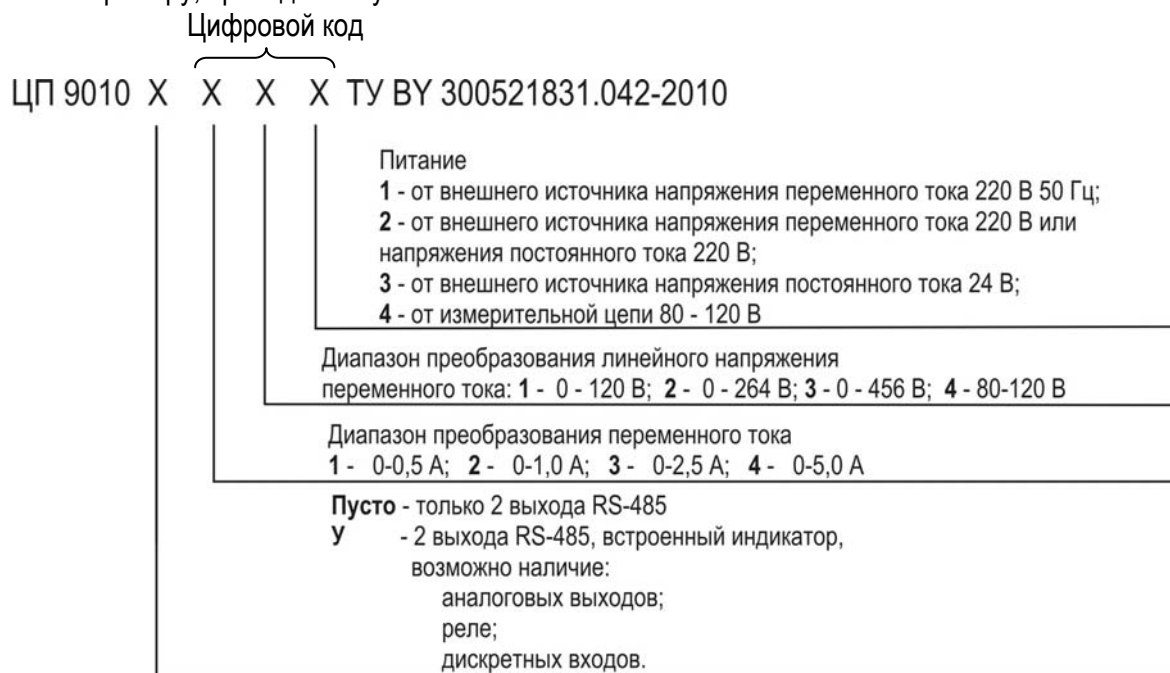 Цифровой код
ЦП 9010 X X X X ТУ BY 300521831.042-2010
Питание
1 - от внешнего источника напряжения переменного тока 220 В 50 Гц;
2 - от внешнего источника напряжения переменного тока 220 В или
напряжения постоянного тока 220 В;
3 - от внешнего источника напряжения постоянного тока 24 В;
4 - от измерительной цепи 80 - 120 В
Диапазон преобразования линейного напряжения
переменного тока: 1 - 0 - 120 В; 2 - 0 - 264 В; 3 - 0 - 456 В; 4 - 80-120 В
Диапазон преобразования переменного тока
1 - 0-0,5 А; 2 - 0-1,0 А; 3 - 0-2,5 А; 4 - 0-5,0 А
Пусто - только 2 выхода RS-485
У - 2 выхода RS-485, встроенный индикатор,
возможно наличие:
аналоговых выходов;
реле;
дискретных входов.